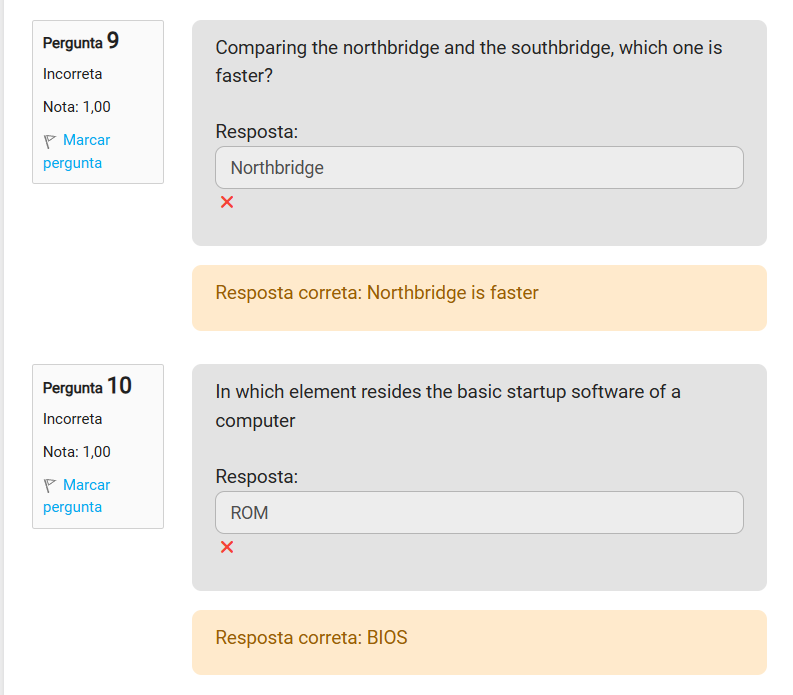 Pergunta 9
Incorreta
Nota: 1,00
Marcar
pergunta
Comparing the northbridge and the southbridge, which one is
faster?
Resposta:
Northbridge
Resposta correta: Northbridge is faster
Pergunta 10
Incorreta
Nota: 1,00
Marcar
pergunta
In which element resides the basic startup software of a
computer
Resposta:
ROM
Resposta correta: BIOS